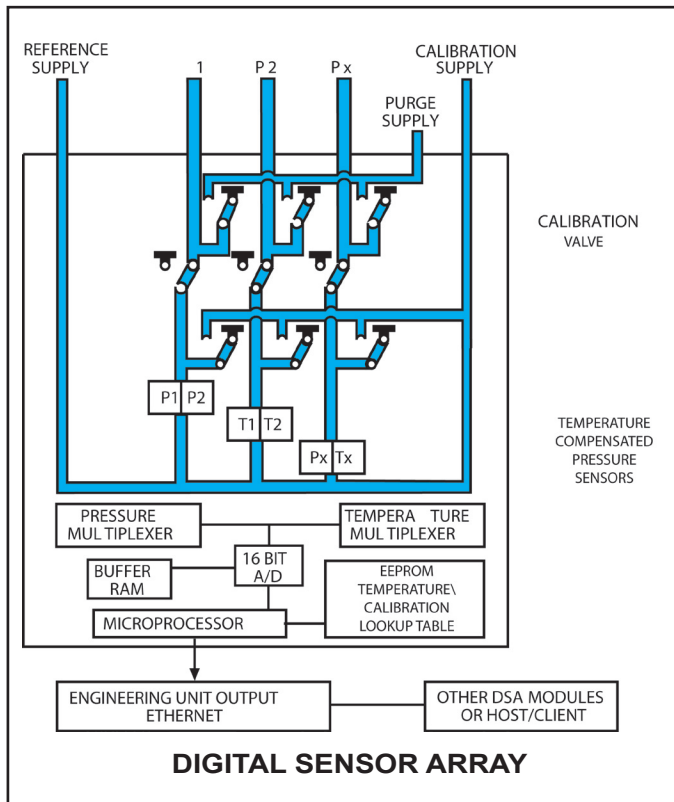 REFERENCE
SUPPLY
1
P 2
P x
CALIBRATION
SUPPLY
PURGE
SUPPLY
CALIBRATION
VALVE
P1 P2
T1 T2
Px Tx
TEMPERATURE
COMPENSATED
PRESSURE
SENSORS
PRESSURE
MUL TIPLEXER
TEMPERA TURE
MUL TIPLEXER
16 BIT
A/D
BUFFER
RAM
EEPROM
TEMPERATURE\
CALIBRATION
LOOKUP TABLE
MICROPROCESSOR
ENGINEERING UNIT OUTPUT
ETHERNET
OTHER DSA MODULES
OR HOST/CLIENT
DIGITAL SENSOR ARRAY